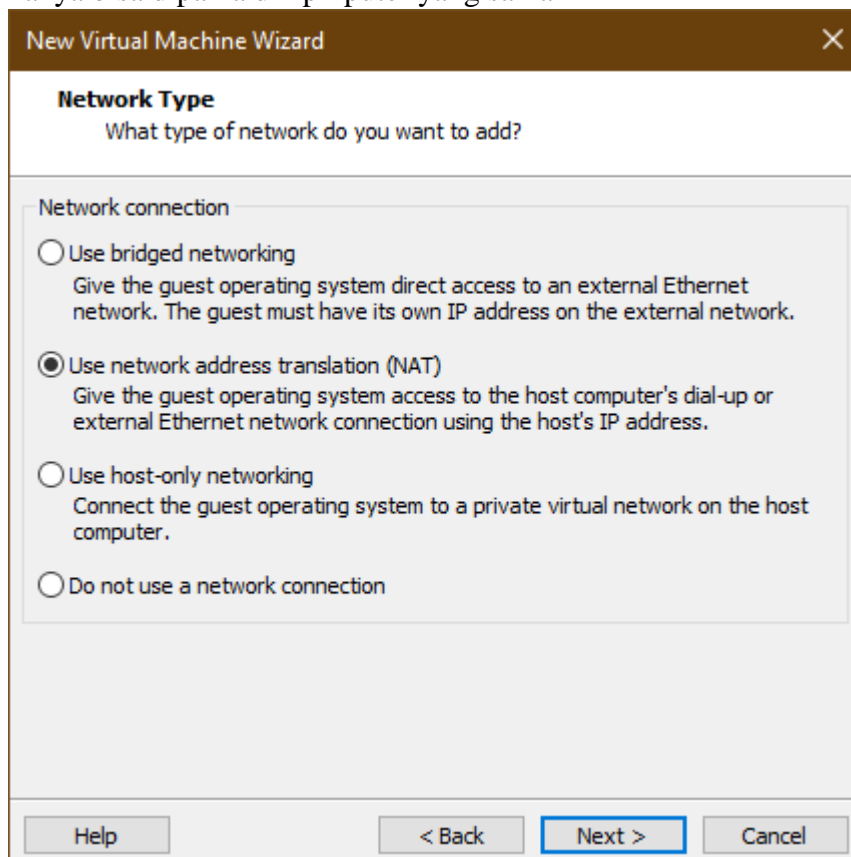 New Virtual Machine Wizard
Network Type
What type of network do you want to add?
Network connection
Use bridged networking
Give the guest operating system direct access to an external Ethernet
network. The guest must have its own IP address on the external network.
Use network address translation (NAT)
Give the guest operating system access to the host computer's dial-up or
external Ethernet network connection using the host's IP address.
Use host-only networking
Connect the guest operating system to a private virtual network on the host
computer.
Do not use a network connection
Help
< Back
Next >
Cancel